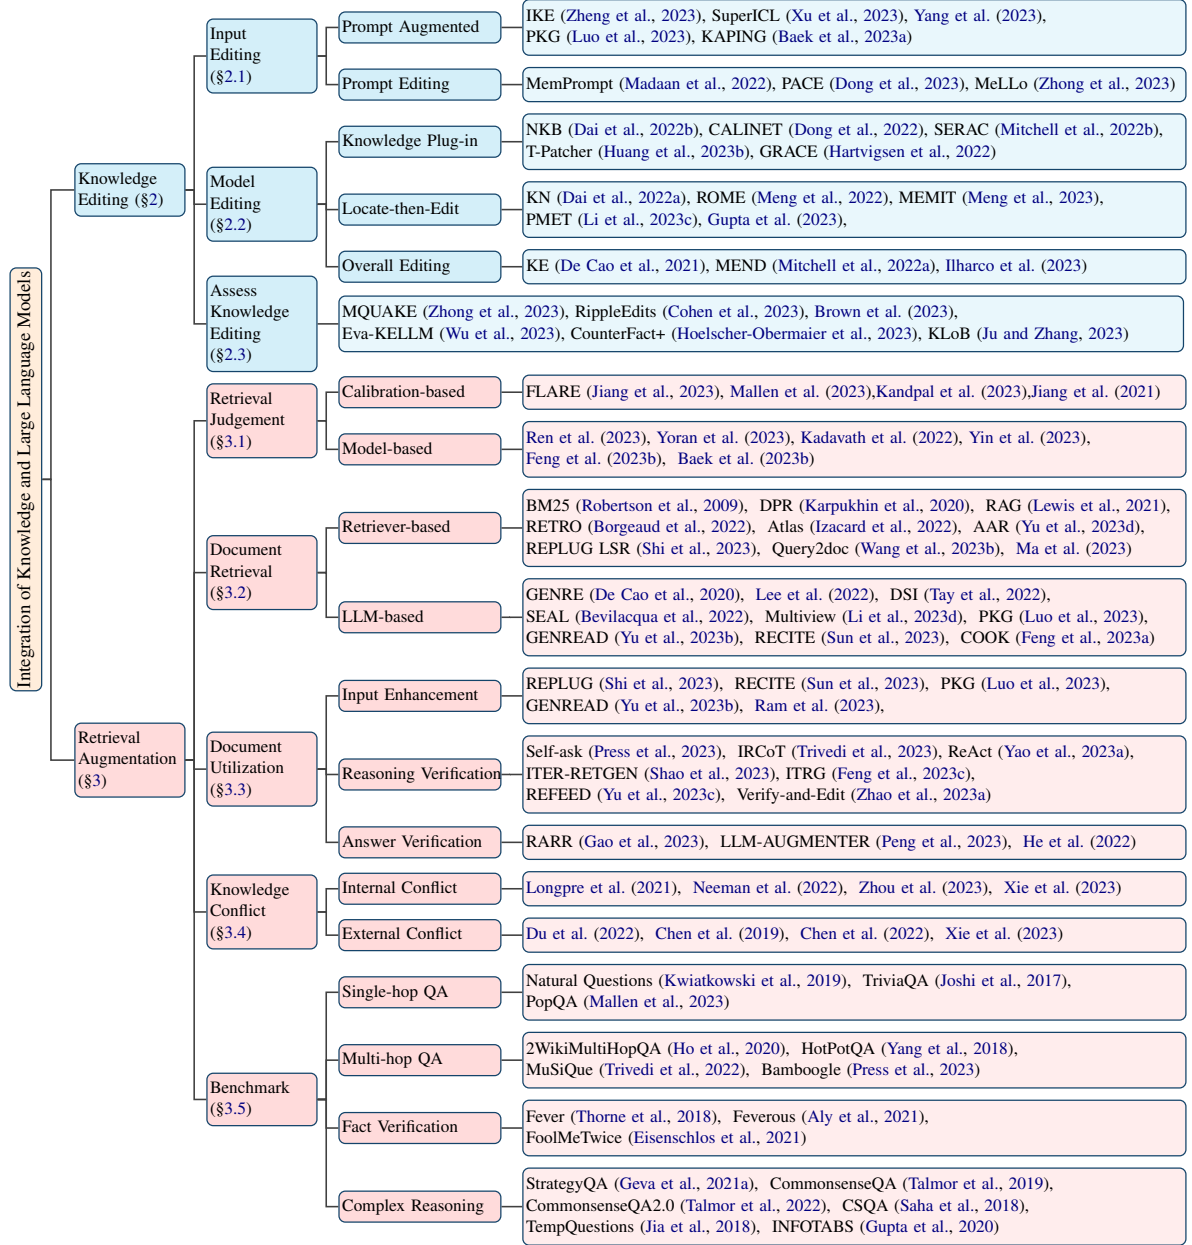 Integration of Knowledge and Large Language Models
Knowledge
Editing (§2)
Input
Editing
(§2.1)
Prompt Augmented
IKE (Zheng et al., 2023), SuperICL (Xu et al., 2023), Yang et al. (2023),
PKG (Luo et al., 2023), KAPING (Baek et al., 2023a)
Prompt Editing
MemPrompt (Madaan et al., 2022), PACE (Dong et al., 2023), MeLLo (Zhong et al., 2023)
Model
Editing
(§2.2)
Knowledge Plug-in
NKB (Dai et al., 2022b), CALINET (Dong et al., 2022), SERAC (Mitchell et al., 2022b),
T-Patcher (Huang et al., 2023b), GRACE (Hartvigsen et al., 2022)
Locate-then-Edit
KN (Dai et al., 2022a), ROME (Meng et al., 2022), MEMIT (Meng et al., 2023),
PMET (Li et al., 2023c), Gupta et al. (2023),
Overall Editing
KE (De Cao et al., 2021), MEND (Mitchell et al., 2022a), Ilharco et al. (2023)
Assess
Knowledge
Editing
(§2.3)
MQUAKE (Zhong et al., 2023), RippleEdits (Cohen et al., 2023), Brown et al. (2023),
Eva-KELLM (Wu et al., 2023), CounterFact+ (Hoelscher-Obermaier et al., 2023), KLoB (Ju and Zhang, 2023)
Retrieval
Augmentation
(§3)
Retrieval
Judgement
(§3.1)
Calibration-based
FLARE (Jiang et al., 2023), Mallen et al. (2023),Kandpal et al. (2023),Jiang et al. (2021)
Model-based
Ren et al. (2023), Yoran et al. (2023), Kadavath et al. (2022), Yin et al. (2023),
Feng et al. (2023b), Baek et al. (2023b)
Document
Retrieval
(§3.2)
Retriever-based
BM25 (Robertson et al., 2009), DPR (Karpukhin et al., 2020), RAG (Lewis et al., 2021),
RETRO (Borgeaud et al., 2022), Atlas (Izacard et al., 2022), AAR (Yu et al., 2023d),
REPLUG LSR (Shi et al., 2023), Query2doc (Wang et al., 2023b), Ma et al. (2023)
LLM-based
GENRE (De Cao et al., 2020), Lee et al. (2022), DSI (Tay et al., 2022),
SEAL (Bevilacqua et al., 2022), Multiview (Li et al., 2023d), PKG (Luo et al., 2023),
GENREAD (Yu et al., 2023b), RECITE (Sun et al., 2023), COOK (Feng et al., 2023a)
Document
Utilization
(§3.3)
Input Enhancement
REPLUG (Shi et al., 2023), RECITE (Sun et al., 2023), PKG (Luo et al., 2023),
GENREAD (Yu et al., 2023b), Ram et al. (2023),
Reasoning Verification
Self-ask (Press et al., 2023), IRCoT (Trivedi et al., 2023), ReAct (Yao et al., 2023a),
ITER-RETGEN (Shao et al., 2023), ITRG (Feng et al., 2023c),
REFEED (Yu et al., 2023c), Verify-and-Edit (Zhao et al., 2023a)
Answer Verification
RARR (Gao et al., 2023), LLM-AUGMENTER (Peng et al., 2023), He et al. (2022)
Knowledge
Conflict
(§3.4)
Internal Conflict
Longpre et al. (2021), Neeman et al. (2022), Zhou et al. (2023), Xie et al. (2023)
External Conflict
Du et al. (2022), Chen et al. (2019), Chen et al. (2022), Xie et al. (2023)
Benchmark
(§3.5)
Single-hop QA
Natural Questions (Kwiatkowski et al., 2019), TriviaQA (Joshi et al., 2017),
PopQA (Mallen et al., 2023)
Multi-hop QA
2WikiMultiHopQA (Ho et al., 2020), HotPotQA (Yang et al., 2018),
MuSiQue (Trivedi et al., 2022), Bamboogle (Press et al., 2023)
Fact Verification
Fever (Thorne et al., 2018), Feverous (Aly et al., 2021),
FoolMeTwice (Eisenschlos et al., 2021)
Complex Reasoning
StrategyQA (Geva et al., 2021a), CommonsenseQA (Talmor et al., 2019),
CommonsenseQA2.0 (Talmor et al., 2022), CSQA (Saha et al., 2018),
TempQuestions (Jia et al., 2018), INFOTABS (Gupta et al., 2020)